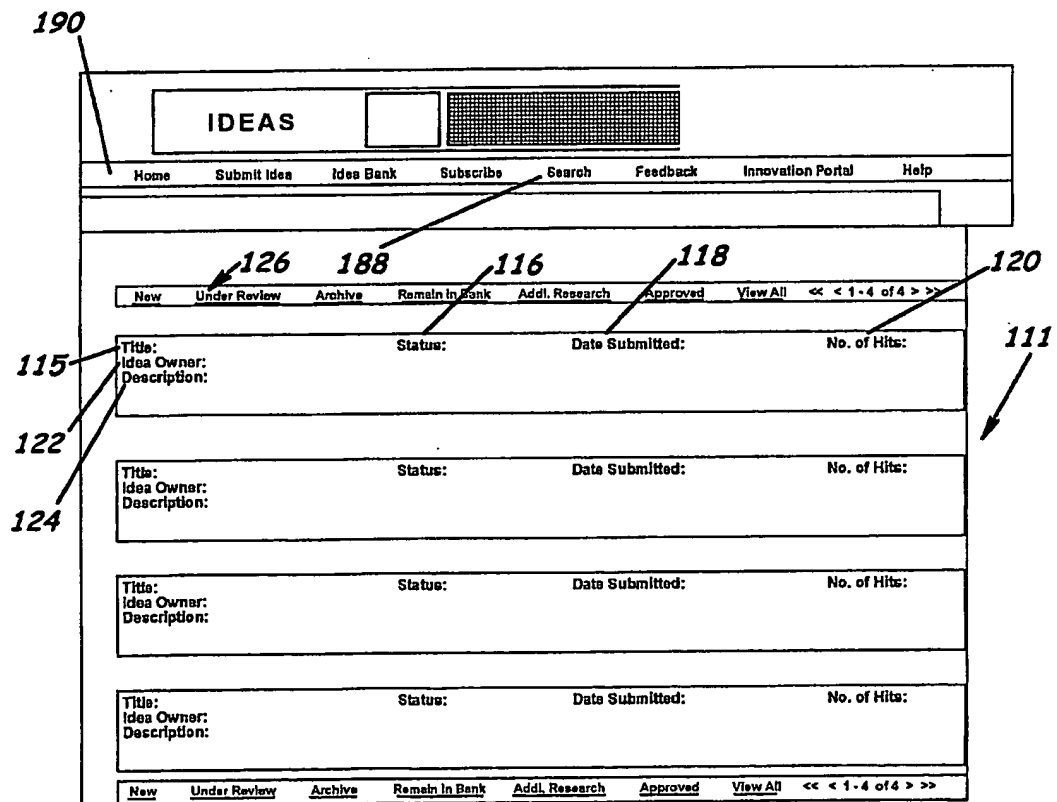 190
IDEAS
Home Submit Idea Idea Bank Subscribe Search Feedback Innovation Portal Help
126 188 116 118 120
New Under Review Archive Remain in Bank Addl. Research Approved View All << < 1 - 4 of 4 > >>
115 Title: Status: Date Submitted: No. of Hits: 111
Idea Owner:
Description:
122
124
Title: Status: Date Submitted: No. of Hits:
Idea Owner:
Description:
Title: Status: Date Submitted: No. of Hits:
Idea Owner:
Description:
Title: Status: Date Submitted: No. of Hits:
Idea Owner:
Description:
New Under Review Archive Remain in Bank Addl. Research Approved View All << < 1 - 4 of 4 > >>